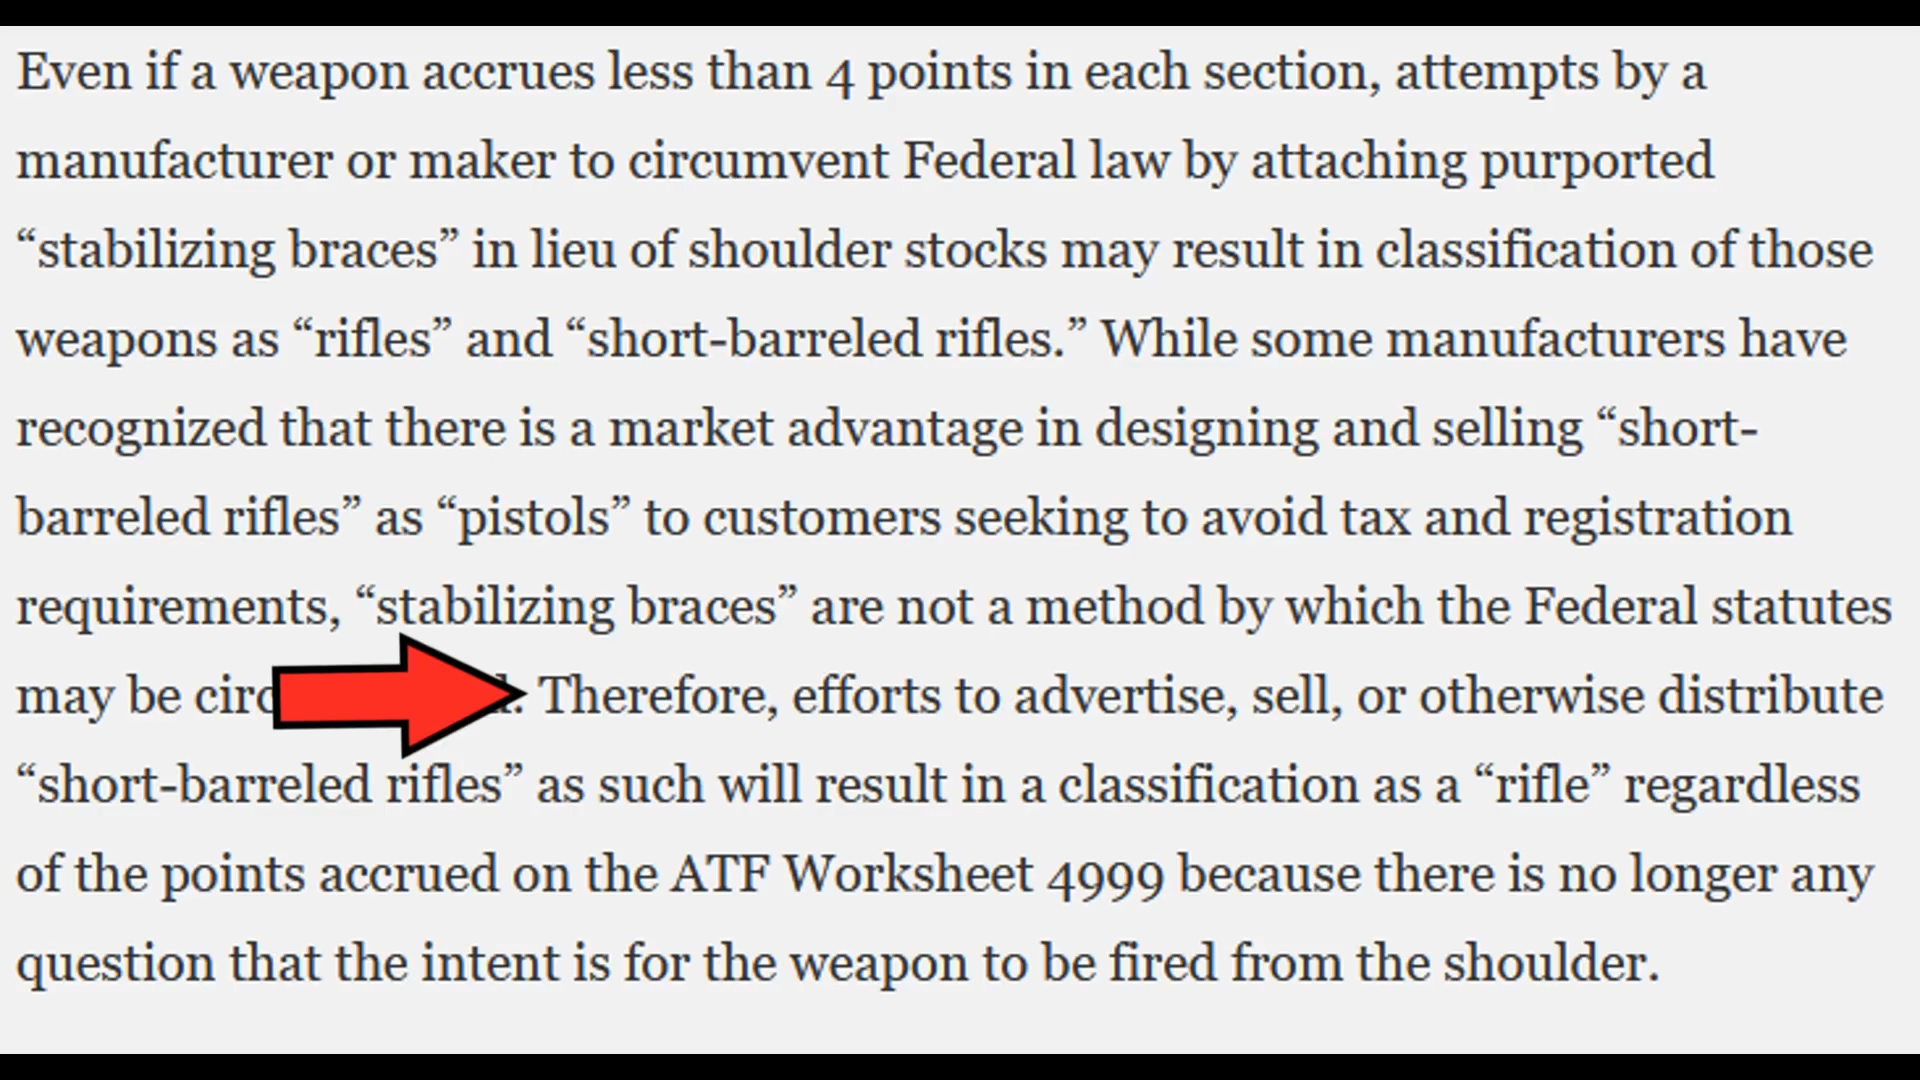 Even if a weapon accrues less than 4 points in each section, attempts by a
manufacturer or maker to circumvent Federal law by attaching purported
“stabilizing braces” in lieu of shoulder stocks may result in classification of those
weapons as “rifles” and “short-barreled rifles.” While some manufacturers have
recognized that there is a market advantage in designing and selling “short-
barreled rifles” as “pistols” to customers seeking to avoid tax and registration
requirements, “stabilizing braces” are not a method by which the Federal statutes
may be Therefore, efforts to advertise, sell, or otherwise distribute
“short-barreled rifles” as such will result in a classification as a “rifle” regardless
of the points accrued on the ATF Worksheet 4999 because there is no longer any
question that the intent is for the weapon to be fired from the shoulder.